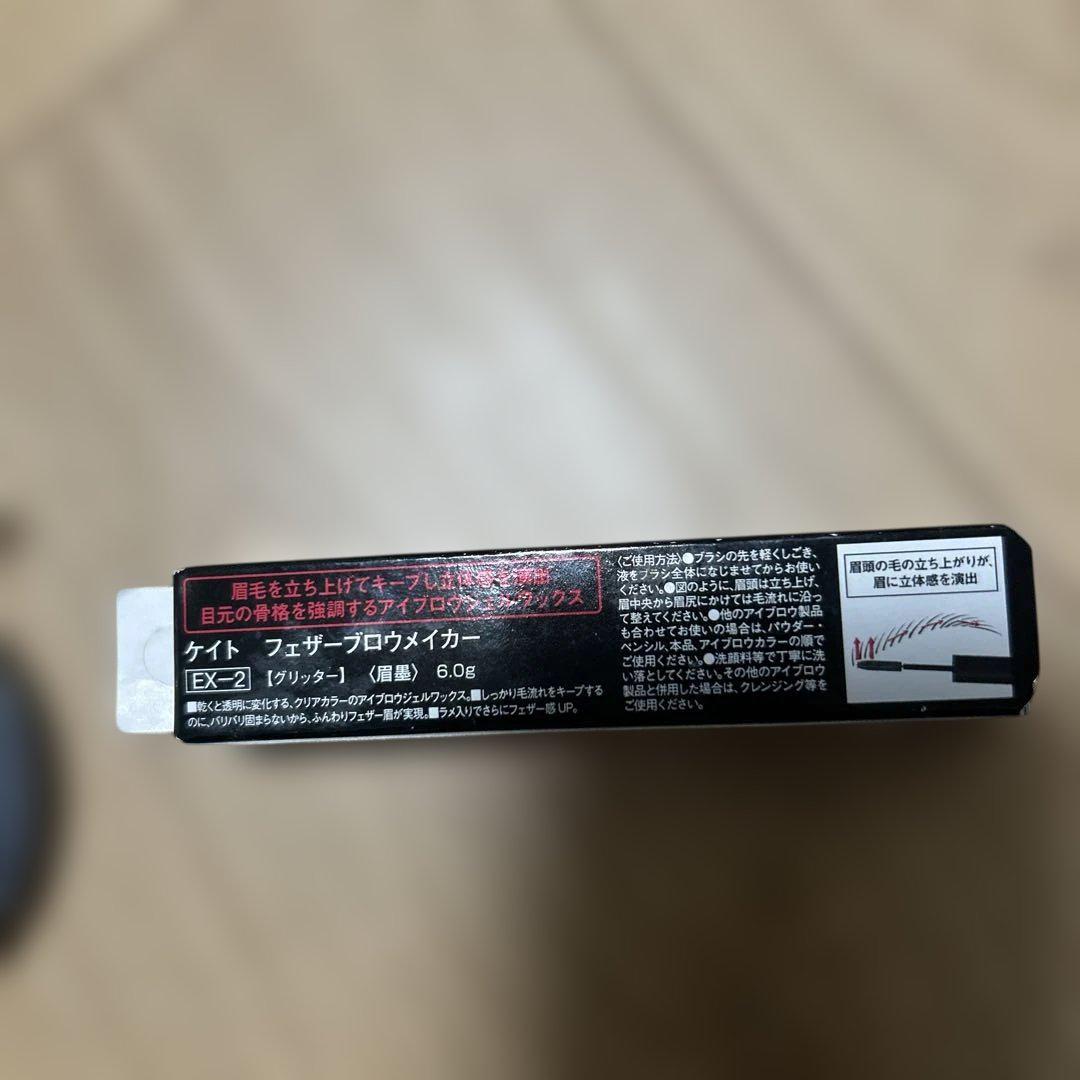 眉毛を立ち上げてキープし立体感を演出
目元の骨格を強調するアイブロウジェルワックス
ケイト フェザーブロウメイカー
EX-2 【グリッター】 〈眉墨〉 6.0g
■乾くと透明に変化する、クリアカラーのアイブロウジェルワックス。■しっかり毛流れをキープする
のに、バリバリ固まらないから、ふんわりフェザー眉が実現。■ラメ入りでさらにフェザー感UP。
〈ご使用方法〉●ブラシの先を軽くしごき、
液をブラシ全体になじませてからお使い
ください。●図のように、眉頭は立ち上げ、
眉中央から眉尻にかけては毛流れに沿っ
て整えてください。●他のアイブロウ製品
も合わせてお使いの場合は、パウダー・
ペンシル、本品、アイブロウカラーの順で
ご使用ください。●洗顔料等で丁寧に洗
い落としてください。その他のアイブロウ
製品と併用した場合は、クレンジング等を
ご使用ください。
眉頭の毛の立ち上がりが、
眉に立体感を演出